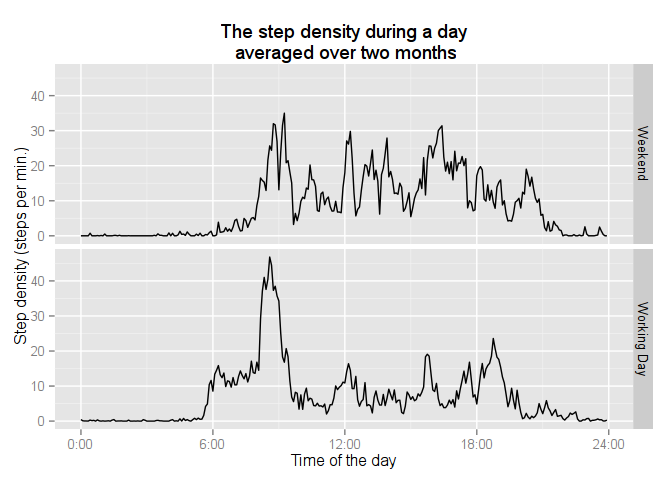 The step density during a day
averaged over two months
Step density (steps per min.)
40
30
20
10
0
Weekend
40
30
20
10
0
Working Day
0:00 6:00 12:00 18:00 24:00
Time of the day